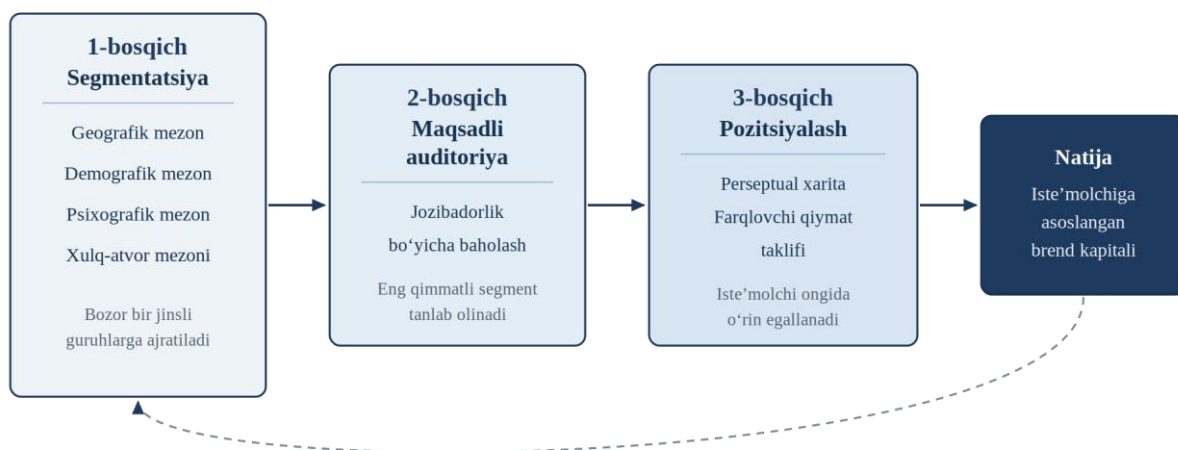 1-bosqich
Segmentatsiya
Geografik mezon
Demografik mezon
Psixografik mezon
Xulq-atvor mezoni
Bozor bir jinsli
guruhlarga ajratiladi
2-bosqich
Maqsadli
auditoriya
Jozibadorlik
bo‘yicha baholash
Eng qimmatli segment
tanlab olinadi
3-bosqich
Pozitsiyalash
Perseptual xarita
Farqlovchi qiymat
taklifi
Iste’molchi ongida
o‘rin egallanadi
Natija
Iste’molchiga
asoslangan
brend kapitali